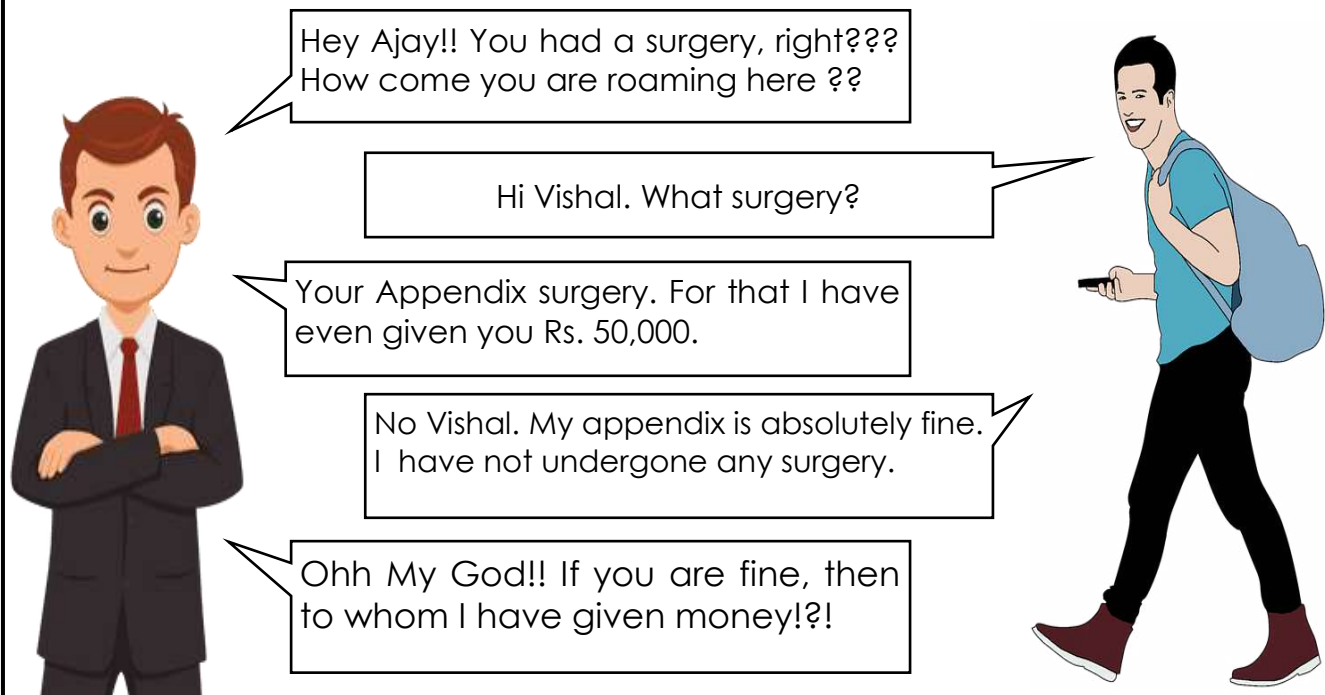 Hey Ajay!! You had a surgery, right???
How come you are roaming here ??
Hi Vishal. What surgery?
Your Appendix surgery. For that I have
even given you Rs. 50,000.
No Vishal. My appendix is absolutely fine.
I have not undergone any surgery.
Ohh My God!! If you are fine, then
to whom I have given money!?!